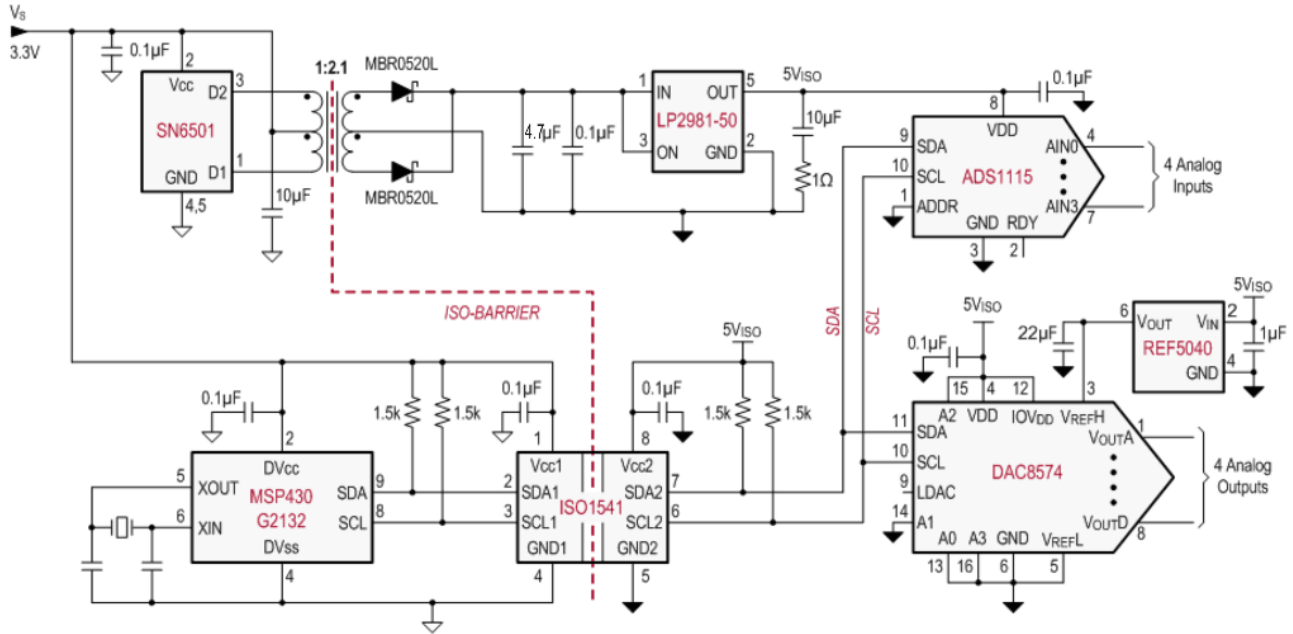 VS
3.3V
0.1µF
2
Vcc
D2
3
SN6501
D1
1
GND
4,5
10µF
1:2.1
MBR0520L
MBR0520L
4.7µF
0.1µF
1
IN
OUT
5
LP2981-50
3
ON
GND
2
5VISO
10µF
1Ω
0.1µF
8
VDD
9
SDA
AIN0
4
10
SCL
ADS1115
1
ADDR
AIN3
7
GND
RDY
3
2
4 Analog
Inputs
ISO-BARRIER
SDA
SCL
0.1µF
1.5k
1.5k
2
DVcc
5
XOUT
MSP430
G2132
SDA
9
6
XIN
SCL
8
DVss
4
0.1µF
1
Vcc1
2
SDA1
3
SCL1
GND1
4
ISO1541
5VISO
0.1µF
8
Vcc2
SDA2
7
SCL2
6
GND2
5
1.5k
1.5k
5VISO
0.1µF
15
4
12
3
A2
VDD
IOVDD
VREFH
11
SDA
VOUTA
1
10
SCL
DAC8574
9
LDAC
14
A1
VOUTD
8
A0
A3
GND
VREFL
13
16
6
5
4 Analog
Outputs
22µF
6
VOUT
VIN
2
REF5040
GND
4
5VISO
1µF